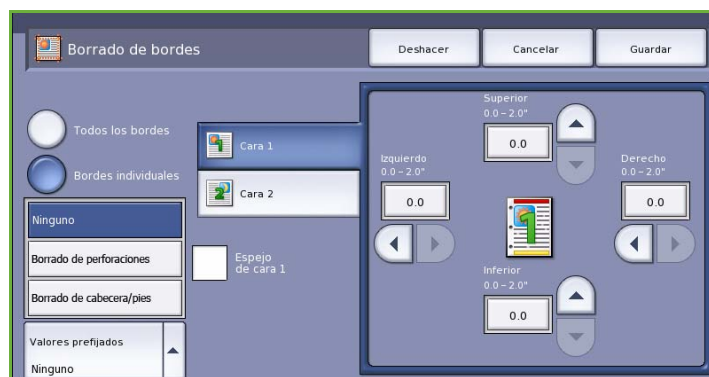 Borrado de bordes
Deshacer
Cancelar
Guardar
Todos los bordes
Bordes individuales
Ninguno
Borrado de perforaciones
Borrado de cabecera/pies
Valores prefijados
Ninguno
1
Cara 1
2
Cara 2
Espejo
de cara 1
Superior
0.0 – 2.0"
0.0
Izquierdo
0.0 – 2.0"
0.0
Derecho
0.0 – 2.0"
0.0
1
Inferior
0.0 – 2.0"
0.0